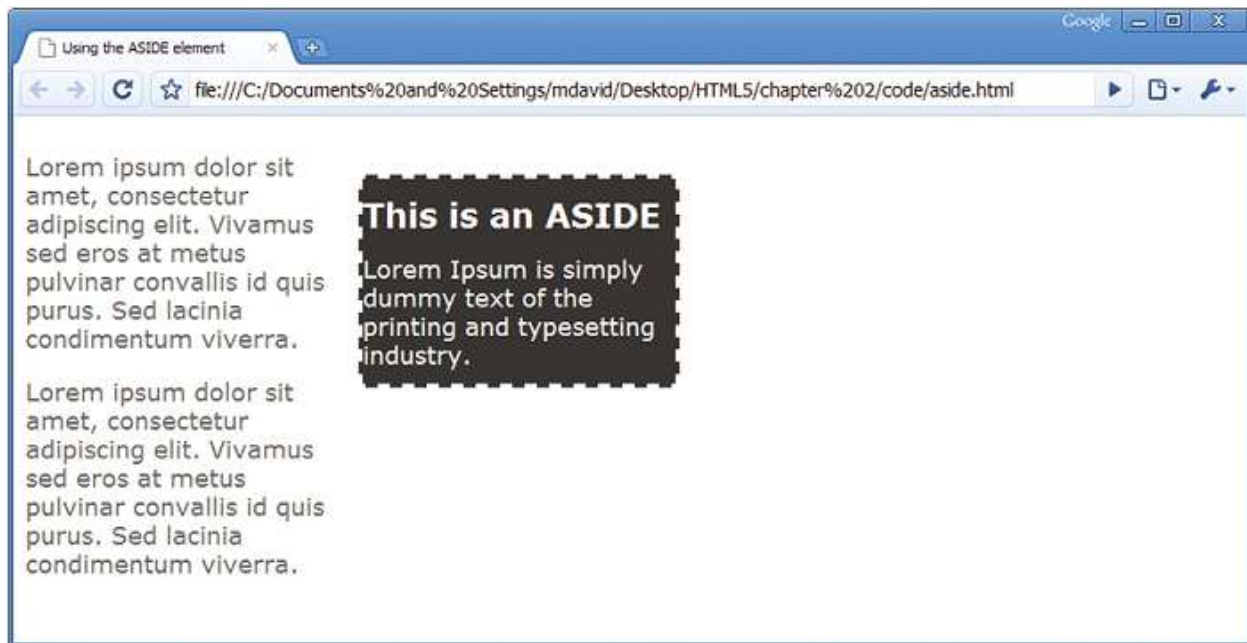 Google
Using the ASIDE element
file:///C:/Documents%20and%20Settings/mdavid/Desktop/HTML5/chapter%202/code/aside.html
Lorem ipsum dolor sit
amet, consectetur
adipiscing elit. Vivamus
sed eros at metus
pulvinar convallis id quis
purus. Sed lacinia
condimentum viverra.
Lorem ipsum dolor sit
amet, consectetur
adipiscing elit. Vivamus
sed eros at metus
pulvinar convallis id quis
purus. Sed lacinia
condimentum viverra.
This is an ASIDE
Lorem Ipsum is simply
dummy text of the
printing and typesetting
industry.